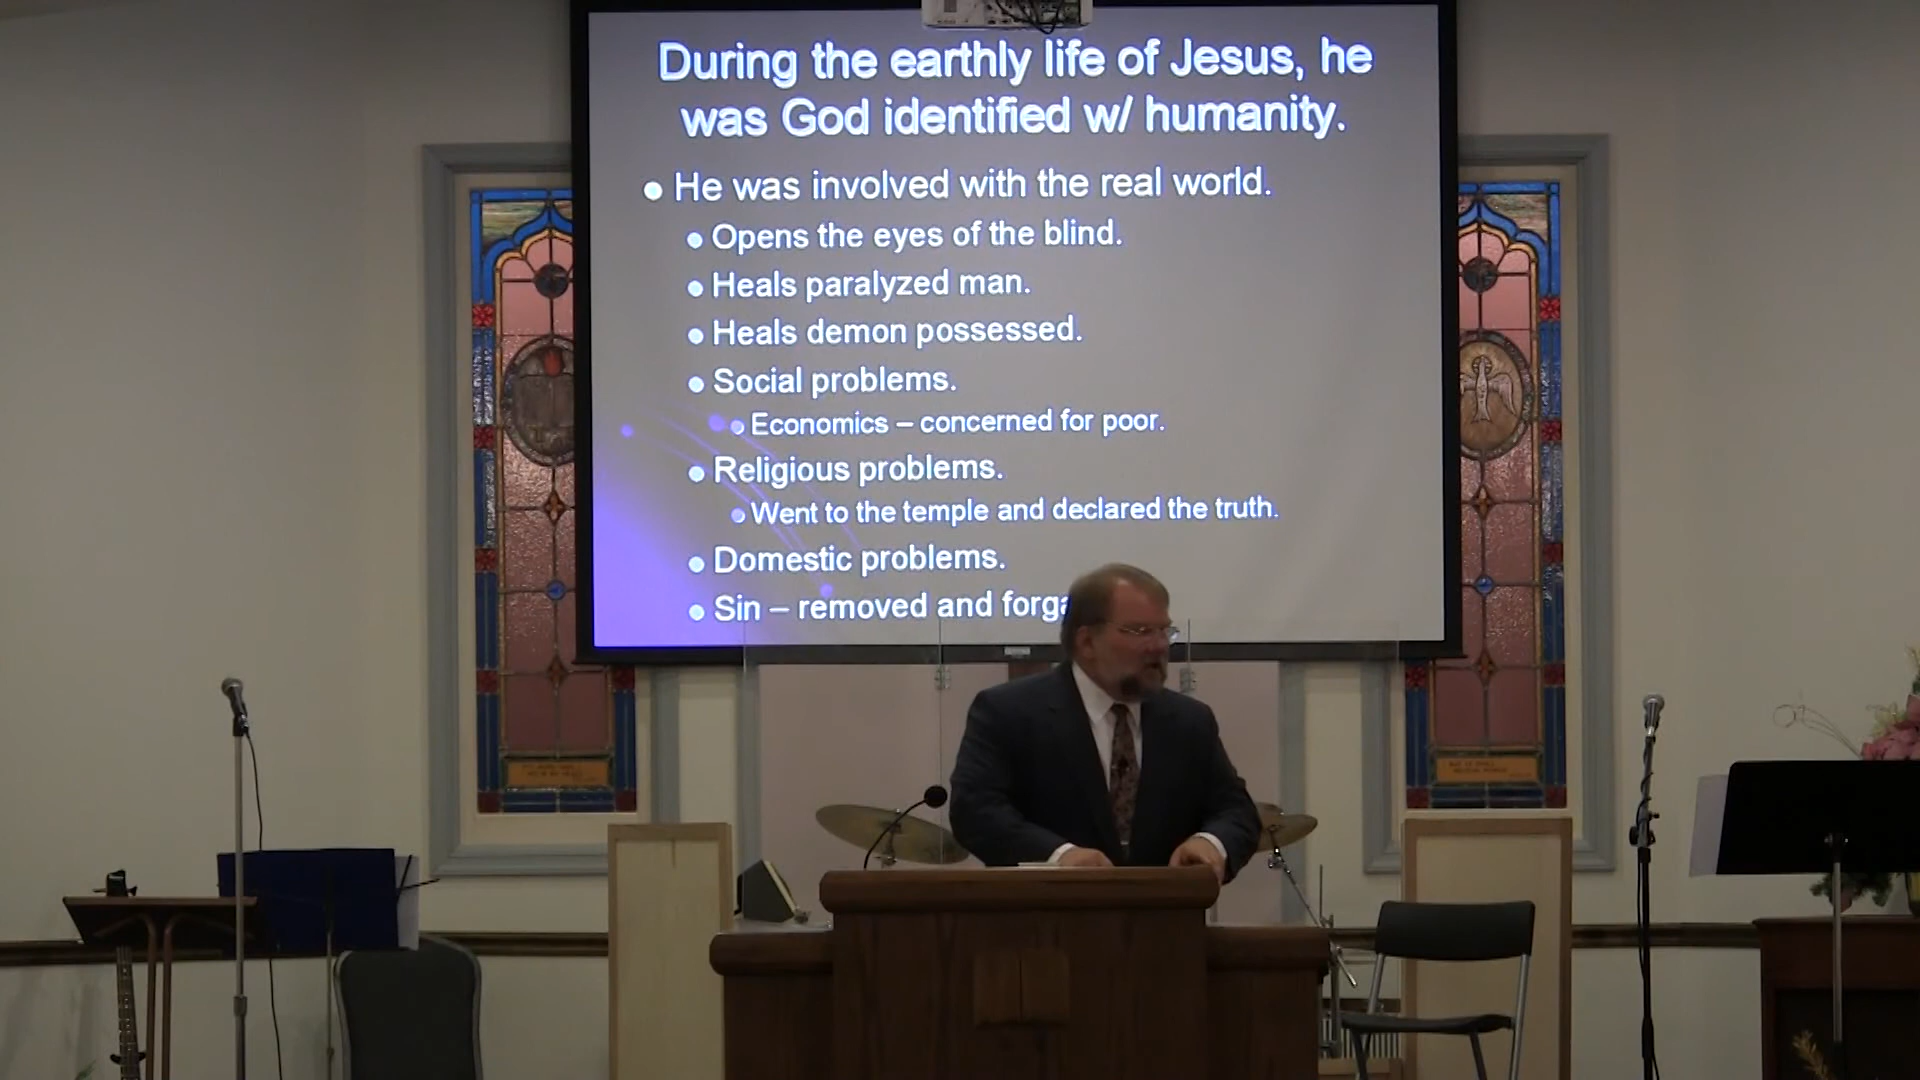 During the earthly life of Jesus, he
was God identified w/ humanity.
He was involved with the real world.
Opens the eyes of the blind.
Heals paralyzed man.
Heals demon possessed.
Social problems.
Economics – concerned for poor.
Religious problems.
Went to the temple and declared the truth.
Domestic problems.
Sin – removed and